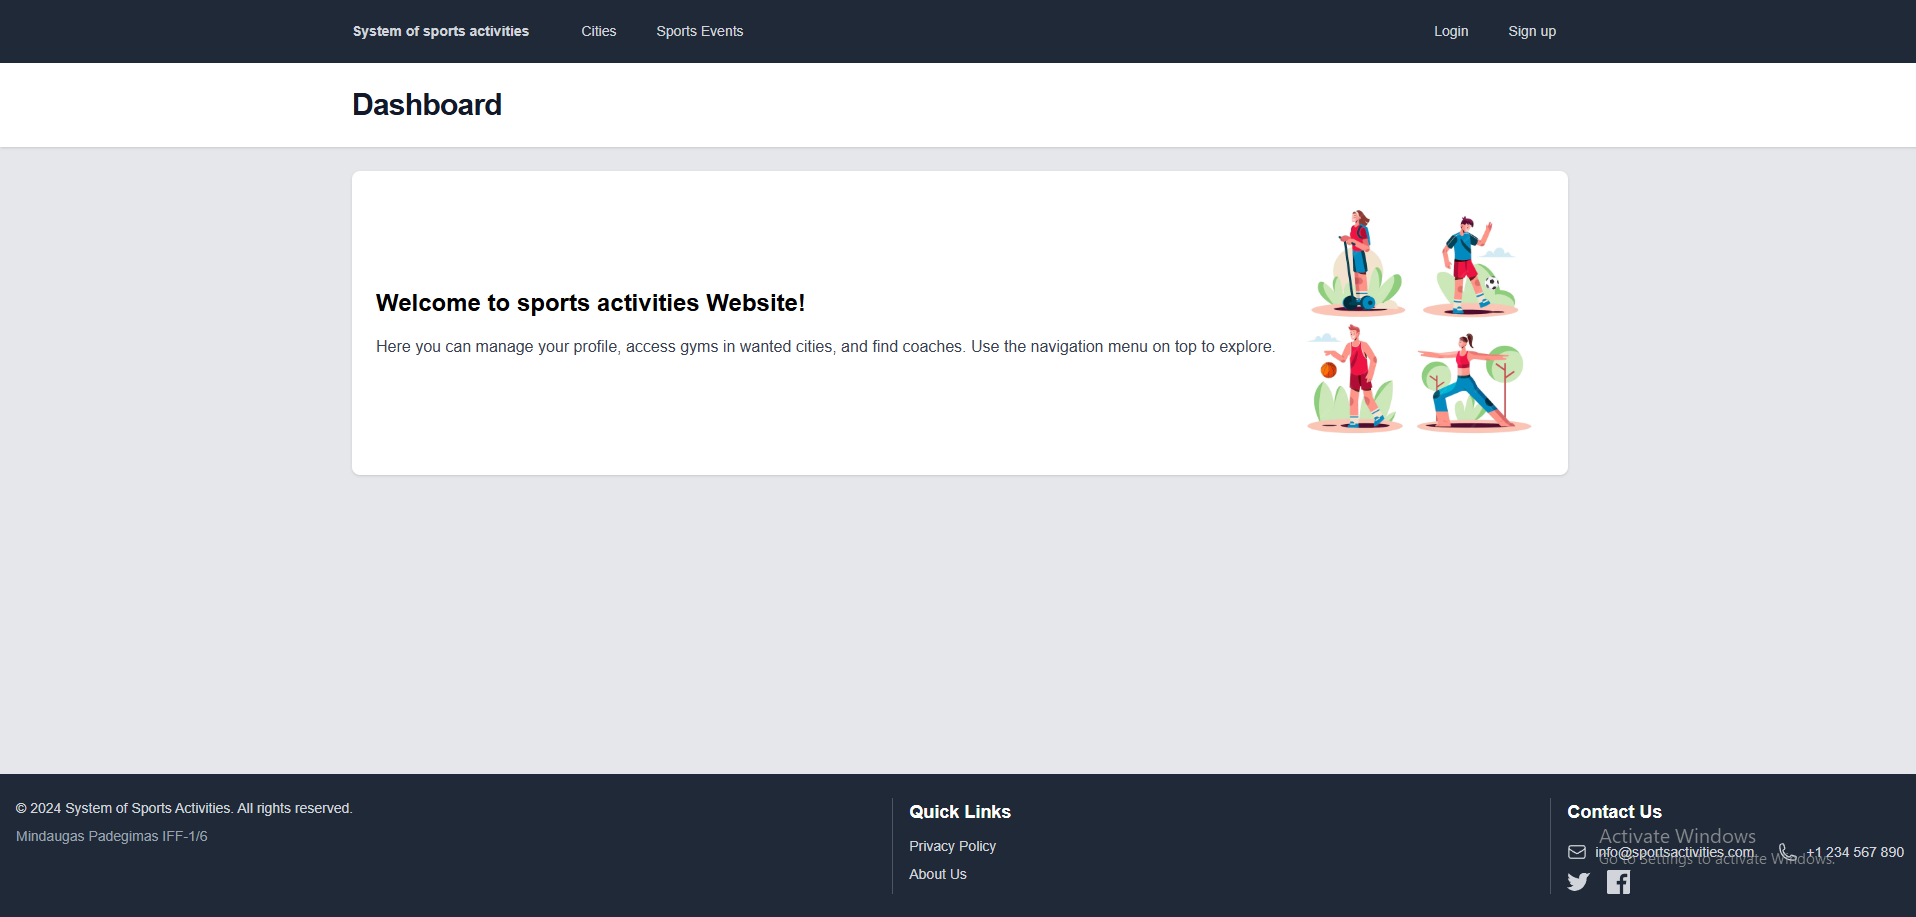 System of sports activities Cities Sports Events Login Sign up
Dashboard
Welcome to sports activities Website!
Here you can manage your profile, access gyms in wanted cities, and find coaches. Use the navigation menu on top to explore.
© 2024 System of Sports Activities. All rights reserved.
Mindaugas Padegimas IFF-1/6
Quick Links
Privacy Policy
About Us
Contact Us
info@sportsactivities.com +1 234 567 890
Activate Windows
Go to Settings to activate Windows.